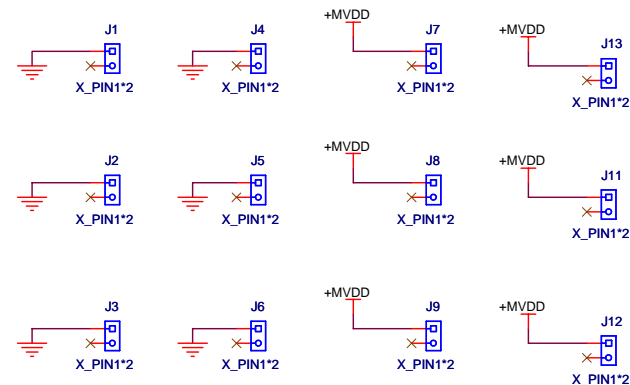 J1
X_PIN1*2
J4
X_PIN1*2
+MVDD
J7
X_PIN1*2
+MVDD
J13
X_PIN1*2
J2
X_PIN1*2
J5
X_PIN1*2
+MVDD
J8
X_PIN1*2
+MVDD
J11
X_PIN1*2
J3
X_PIN1*2
J6
X_PIN1*2
+MVDD
J9
X_PIN1*2
+MVDD
J12
X_PIN1*2